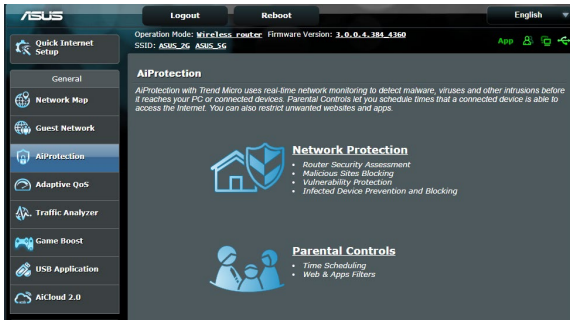 ASUS
Logout
Reboot
English
Quick Internet
Setup
Operation Mode: Wireless router Firmware Version: 3.0.0.4.384_4360
SSID: ASUS_2G ASUS_5G
App
General
Network Map
Guest Network
AiProtection
Adaptive QoS
Traffic Analyzer
Game Boost
USB Application
AiCloud 2.0
AiProtection
AiProtection with Trend Micro uses real-time network monitoring to detect malware, viruses and other intrusions before
it reaches your PC or connected devices. Parental Controls let you schedule times that a connected device is able to
access the Internet. You can also restrict unwanted websites and apps.
Network Protection
• Router Security Assessment
• Malicious Sites Blocking
• Vulnerability Protection
• Infected Device Prevention and Blocking
Parental Controls
• Time Scheduling
• Web & Apps Filters